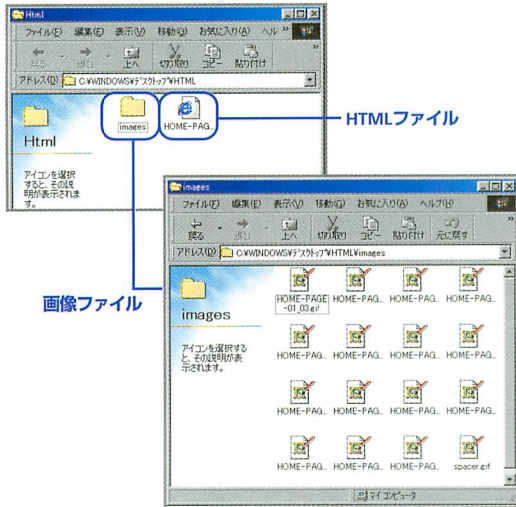 Html
ファイル(F) 編集(E) 表示(V) 移動(G) お気に入り(A) ヘル »
戻る 進む 上へ 切り取り コピー 貼り付け »
アドレス(D) C:¥WINDOWS¥デスクトップ¥HTML
Html
アイコンを選択
すると、その説
明が表示されま
す。
images HOME-PAG...
HTMLファイル
画像ファイル
images
ファイル(F) 編集(E) 表示(V) 移動(G) お気に入り(A) ヘルプ(H)
戻る 進む 上へ 切り取り コピー 貼り付け 元に戻す
アドレス(D) C:¥WINDOWS¥デスクトップ¥HTML¥images
images
アイコンを選択する
と、その説明が表
示されます。
HOME-PAGE HOME-PAG... HOME-PAG... HOME-PAG...
-01_03.gif
HOME-PAG... HOME-PAG... HOME-PAG... HOME-PAG...
HOME-PAG... HOME-PAG... HOME-PAG... HOME-PAG...
HOME-PAG... HOME-PAG... HOME-PAG... spacer.gif
マイ コンピュータ